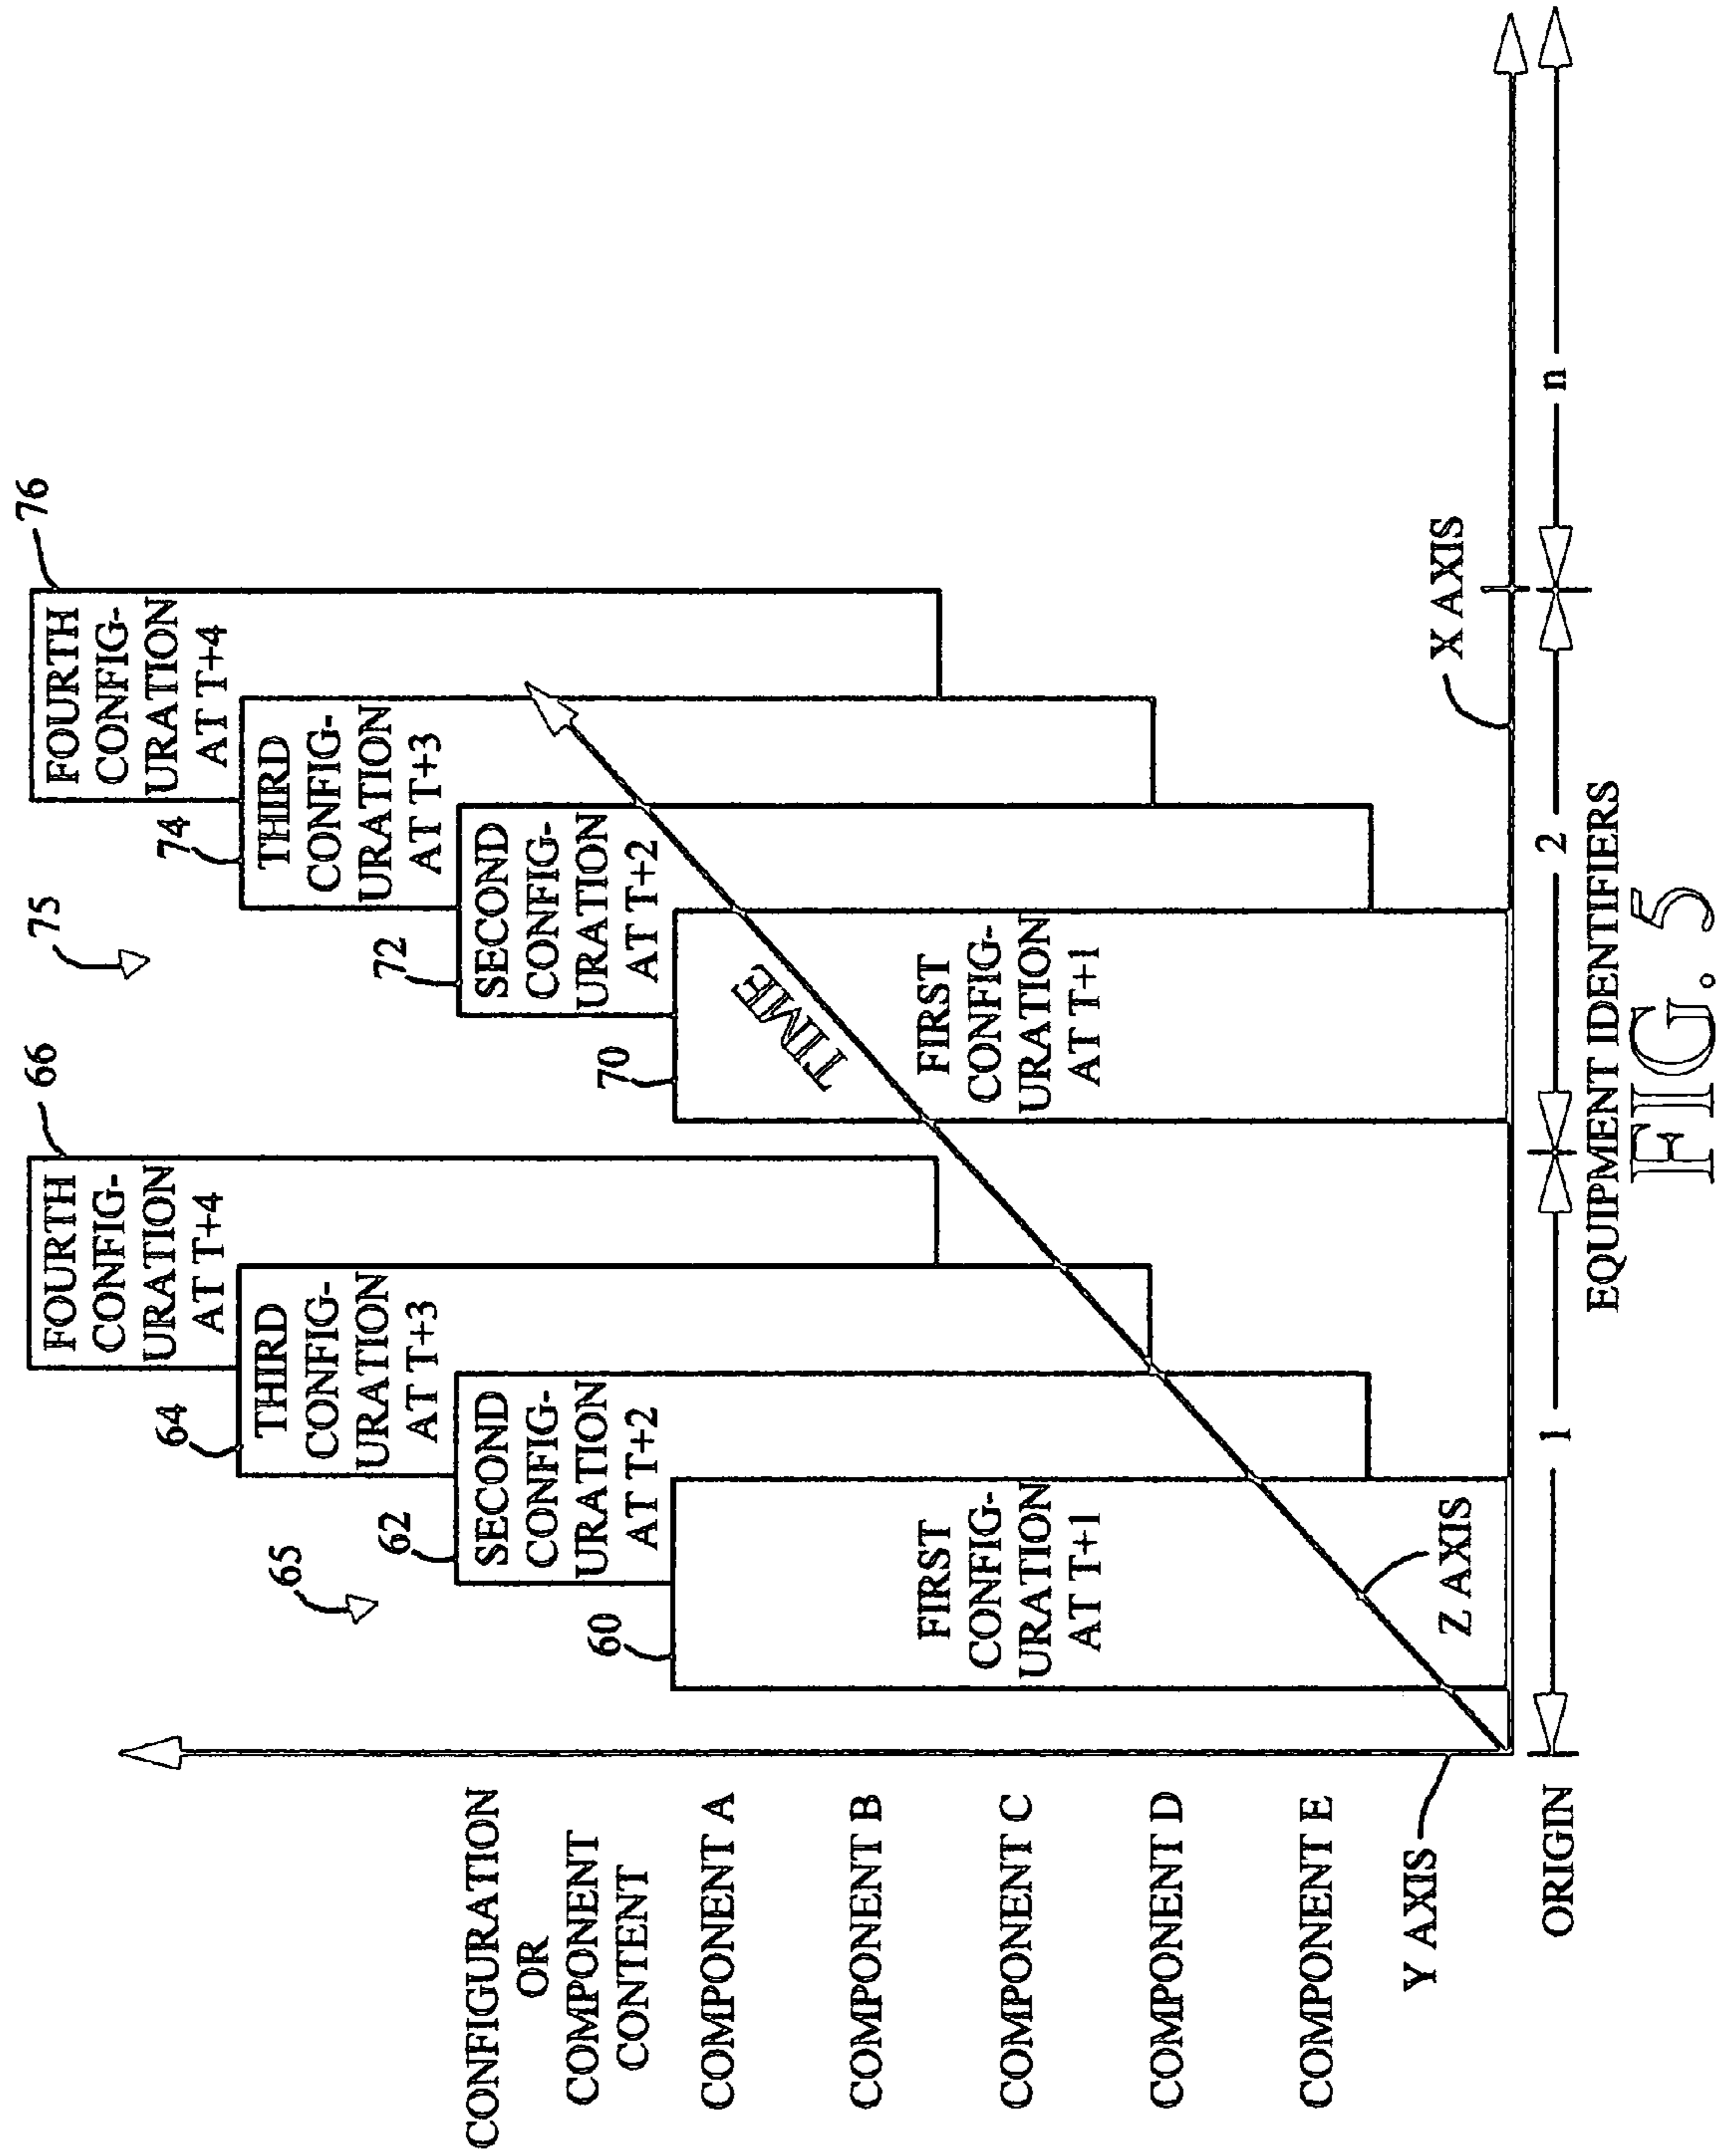 76
FOURTH
CONFIG-
URATION
AT T+4
74
THIRD
CONFIG-
URATION
AT T+3
75
72
SECOND
CONFIG-
URATION
AT T+2
70
FIRST
CONFIG-
URATION
AT T+1
66
FOURTH
CONFIG-
URATION
AT T+4
64
THIRD
CONFIG-
URATION
AT T+3
65
62
SECOND
CONFIG-
URATION
AT T+2
60
FIRST
CONFIG-
URATION
AT T+1
TIME
CONFIGURATION
OR
COMPONENT
CONTENT
COMPONENT A
COMPONENT B
COMPONENT C
COMPONENT D
COMPONENT E
Y AXIS
Z AXIS
X AXIS
ORIGIN
1
2
n
EQUIPMENT IDENTIFIERS
FIG. 5